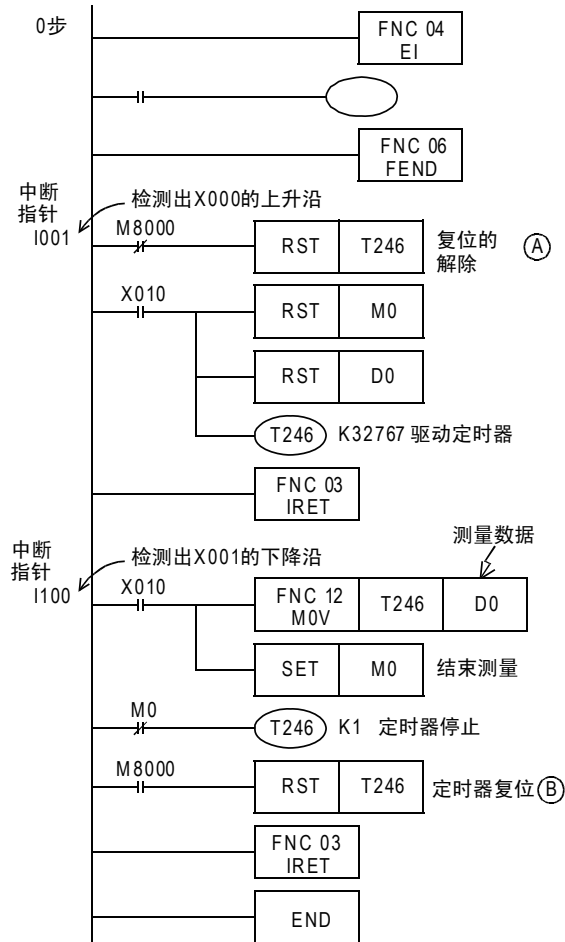 0步
FNC 04
EI
FNC 06
FEND
中断
指针
I001
检测出X000的上升沿
M8000
RST T246
复位的
解除
A
X010
RST M0
RST D0
T246 K32767 驱动定时器
FNC 03
IRET
测量数据
中断
指针
I100
检测出X001的下降沿
X010
FNC 12
MOV
T246 D0
SET M0 结束测量
M0
T246 K1 定时器停止
M8000
RST T246 定时器复位 B
FNC 03
IRET
END